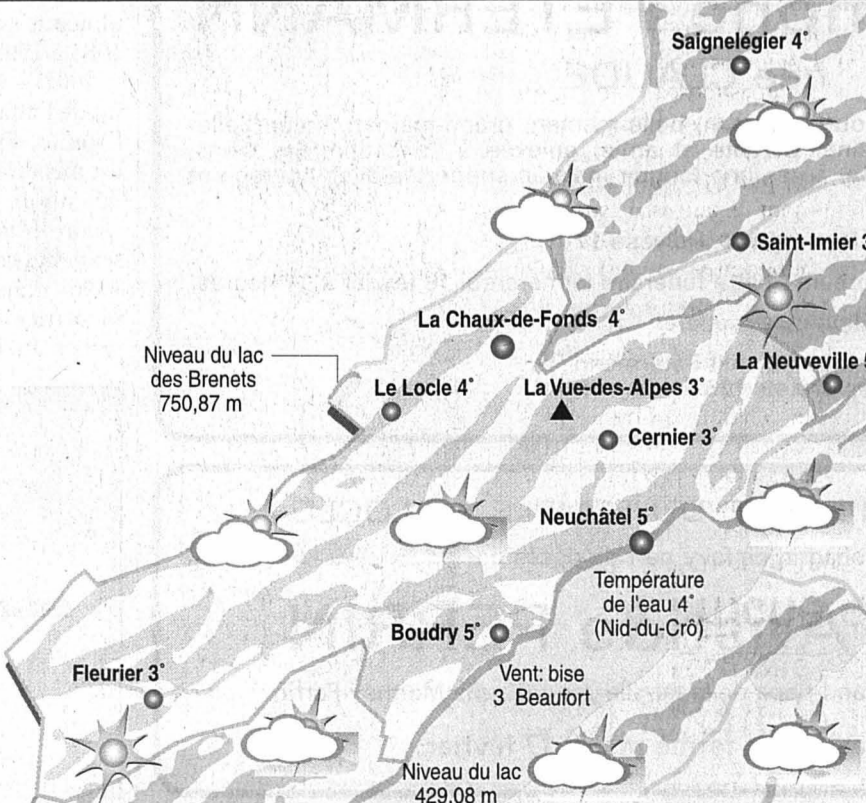 Saignelégier 4°
Saint-Imier 3
La Chaux-de-Fonds 4°
Niveau du lac
des Brenets
750,87 m
La Neuveville
Le Locle 4°
La Vue-des-Alpes 3°
Cernier 3°
Neuchâtel 5°
Température
de l'eau 4°
(Nid-du-Crô)
Boudry 5°
Fleurier 3°
Vent: bise
3 Beaufort
Niveau du lac
429,08 m